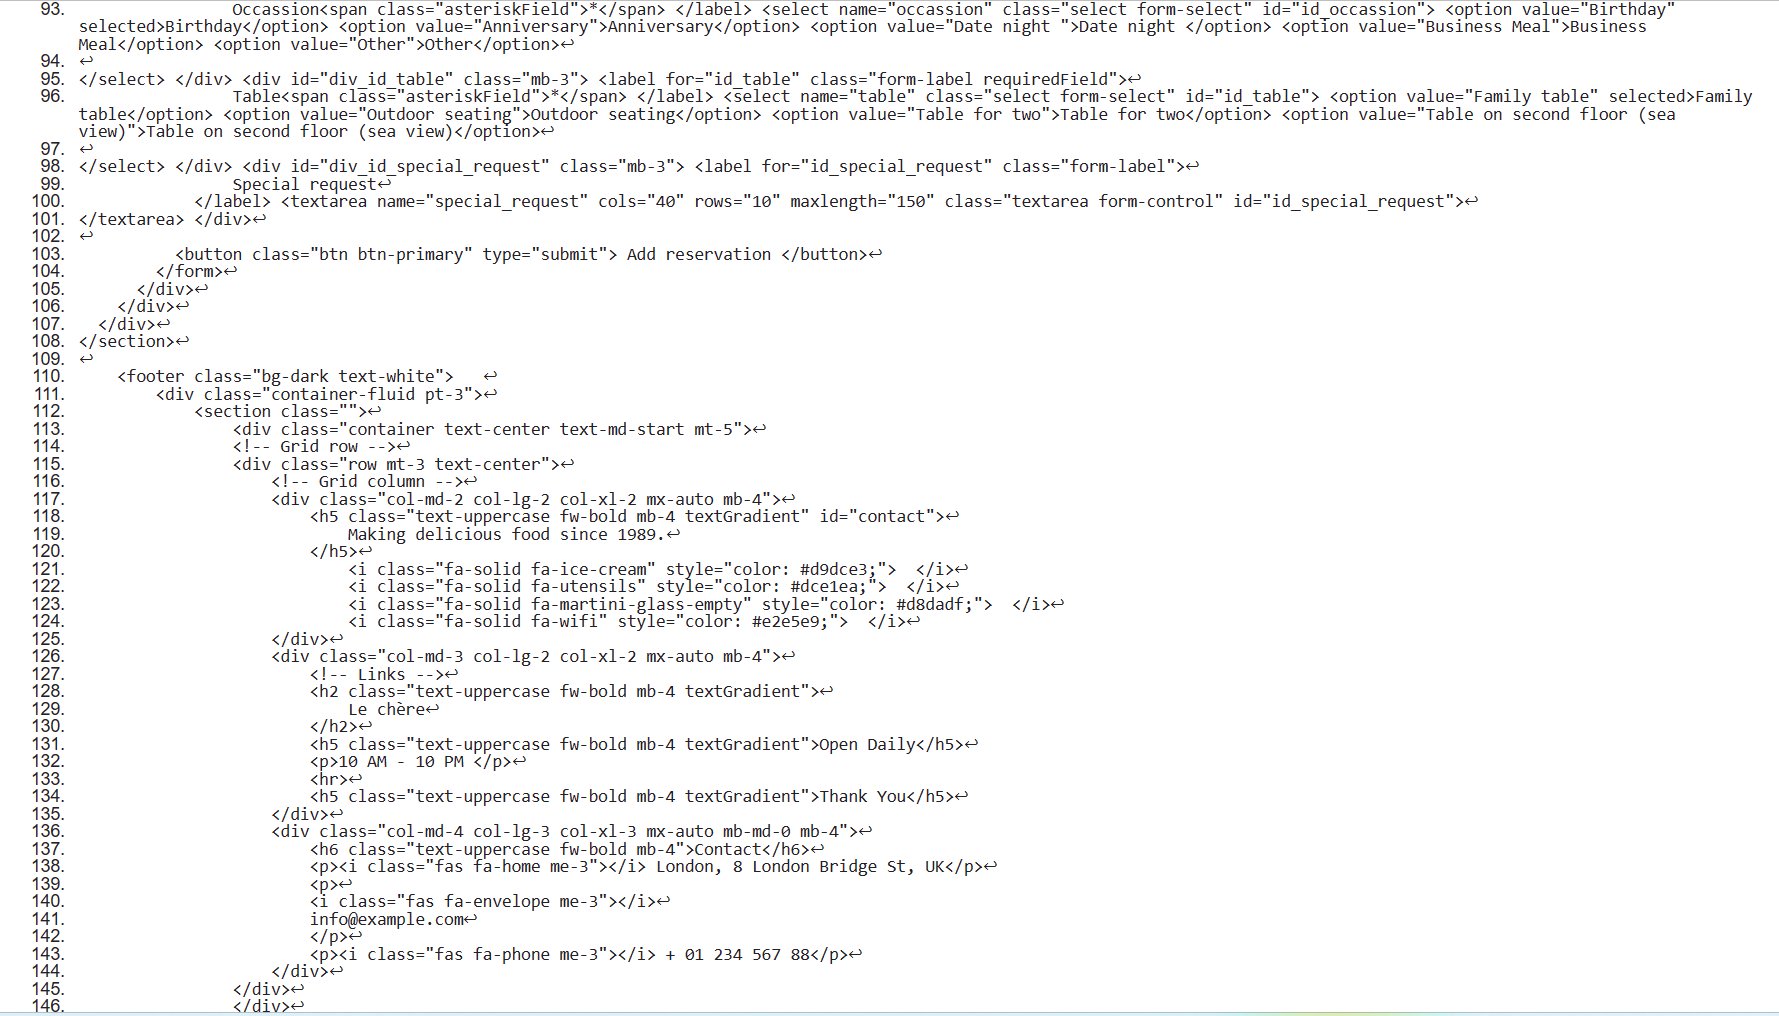 93. Occassion<span class="asteriskField">*</span> </label> <select name="occassion" class="select form-select" id="id_occassion"> <option value="Birthday"
selected>Birthday</option> <option value="Anniversary">Anniversary</option> <option value="Date night ">Date night </option> <option value="Business Meal">Business
Meal</option> <option value="Other">Other</option>↩
94. ↩
95. </select> </div> <div id="div_id_table" class="mb-3"> <label for="id_table" class="form-label requiredField">↩
96. Table<span class="asteriskField">*</span> </label> <select name="table" class="select form-select" id="id_table"> <option value="Family table" selected>Family
table</option> <option value="Outdoor seating">Outdoor seating</option> <option value="Table for two">Table for two</option> <option value="Table on second floor (sea
view)">Table on second floor (sea view)</option>↩
97. ↩
98. </select> </div> <div id="div_id_special_request" class="mb-3"> <label for="id_special_request" class="form-label">↩
99. Special request↩
100. </label> <textarea name="special_request" cols="40" rows="10" maxlength="150" class="textarea form-control" id="id_special_request">↩
101. </textarea> </div>↩
102. ↩
103. <button class="btn btn-primary" type="submit"> Add reservation </button>↩
104. </form>↩
105. </div>↩
106. </div>↩
107. </div>↩
108. </section>↩
109. ↩
110. <footer class="bg-dark text-white">   ↩
111. <div class="container-fluid pt-3">↩
112. <section class="">↩
113. <div class="container text-center text-md-start mt-5">↩
114. <!-- Grid row -->↩
115. <div class="row mt-3 text-center">↩
116. <!-- Grid column -->↩
117. <div class="col-md-2 col-lg-2 col-xl-2 mx-auto mb-4">↩
118. <h5 class="text-uppercase fw-bold mb-4 textGradient" id="contact">↩
119. Making delicious food since 1989.↩
120. </h5>↩
121. <i class="fa-solid fa-ice-cream" style="color: #d9dce3;">  </i>↩
122. <i class="fa-solid fa-utensils" style="color: #dce1ea;">  </i>↩
123. <i class="fa-solid fa-martini-glass-empty" style="color: #d8dadf;">  </i>↩
124. <i class="fa-solid fa-wifi" style="color: #e2e5e9;">  </i>↩
125. </div>↩
126. <div class="col-md-3 col-lg-2 col-xl-2 mx-auto mb-4">↩
127. <!-- Links -->↩
128. <h2 class="text-uppercase fw-bold mb-4 textGradient">↩
129. Le chère↩
130. </h2>↩
131. <h5 class="text-uppercase fw-bold mb-4 textGradient">Open Daily</h5>↩
132. <p>10 AM - 10 PM </p>↩
133. <hr>↩
134. <h5 class="text-uppercase fw-bold mb-4 textGradient">Thank You</h5>↩
135. </div>↩
136. <div class="col-md-4 col-lg-3 col-xl-3 mx-auto mb-md-0 mb-4">↩
137. <h6 class="text-uppercase fw-bold mb-4">Contact</h6>↩
138. <p><i class="fas fa-home me-3"></i> London, 8 London Bridge St, UK</p>↩
139. <p>↩
140. <i class="fas fa-envelope me-3"></i>↩
141. info@example.com↩
142. </p>↩
143. <p><i class="fas fa-phone me-3"></i> + 01 234 567 88</p>↩
144. </div>↩
145. </div>↩
146. </div>↩